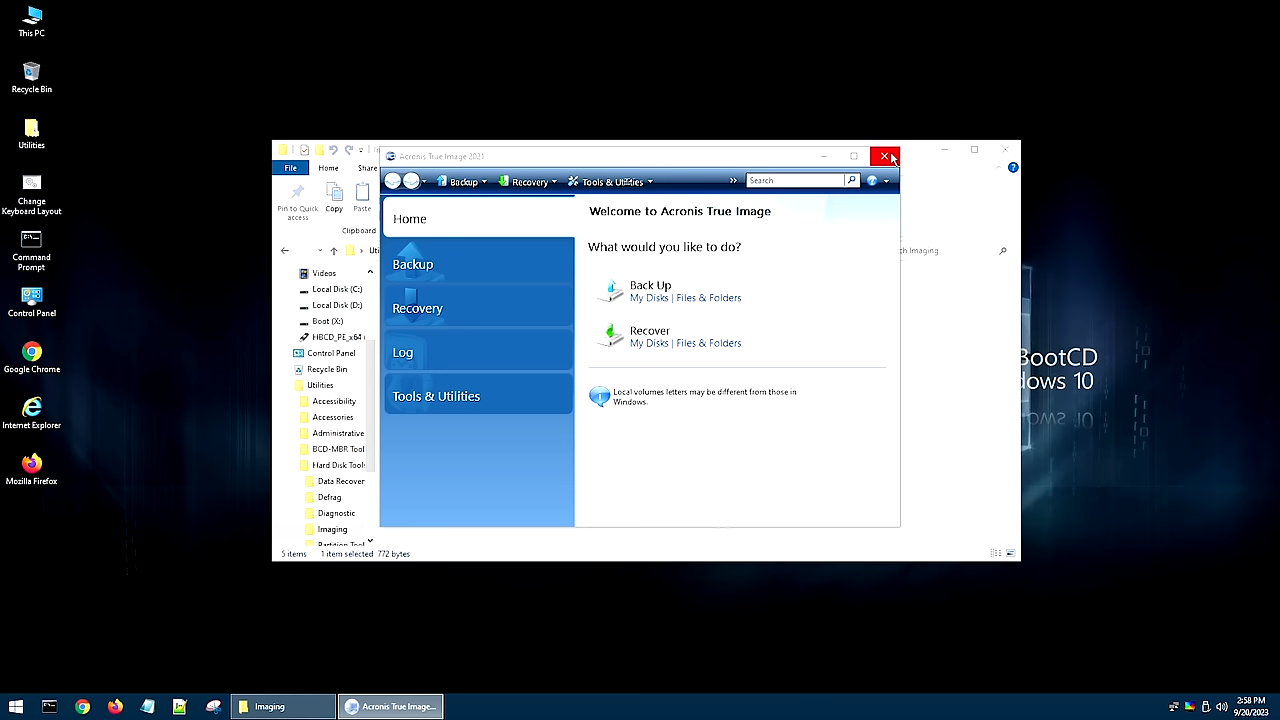 This PC
Recycle Bin
Utilities
Change
Keyboard Layout
Command
Prompt
Control Panel
Google Chrome
Internet Explorer
Mozilla Firefox
File
Home
Share
Pin to Quick
access
Copy
Paste
Clipboard
Videos
Local Disk (C:)
Local Disk (D:)
Boot (X:)
HBCD_PE_x64
Control Panel
Recycle Bin
Utilities
Accessibility
Accessories
Administrative
BCD-MBR Tool
Hard Disk Tools
Data Recover
Defrag
Diagnostic
Imaging
Partition Tool
5 items
1 item selected 772 bytes
Acronis True Image 2021
Backup
Recovery
Tools & Utilities
»
Search
Home
Backup
Recovery
Log
Tools & Utilities
Welcome to Acronis True Image
What would you like to do?
Back Up
My Disks | Files & Folders
Recover
My Disks | Files & Folders
Local volumes letters may be different from those in
Windows.
ch Imaging
BootCD
dows 10
Imaging
Acronis True Image...
2:58 PM
9/20/2023